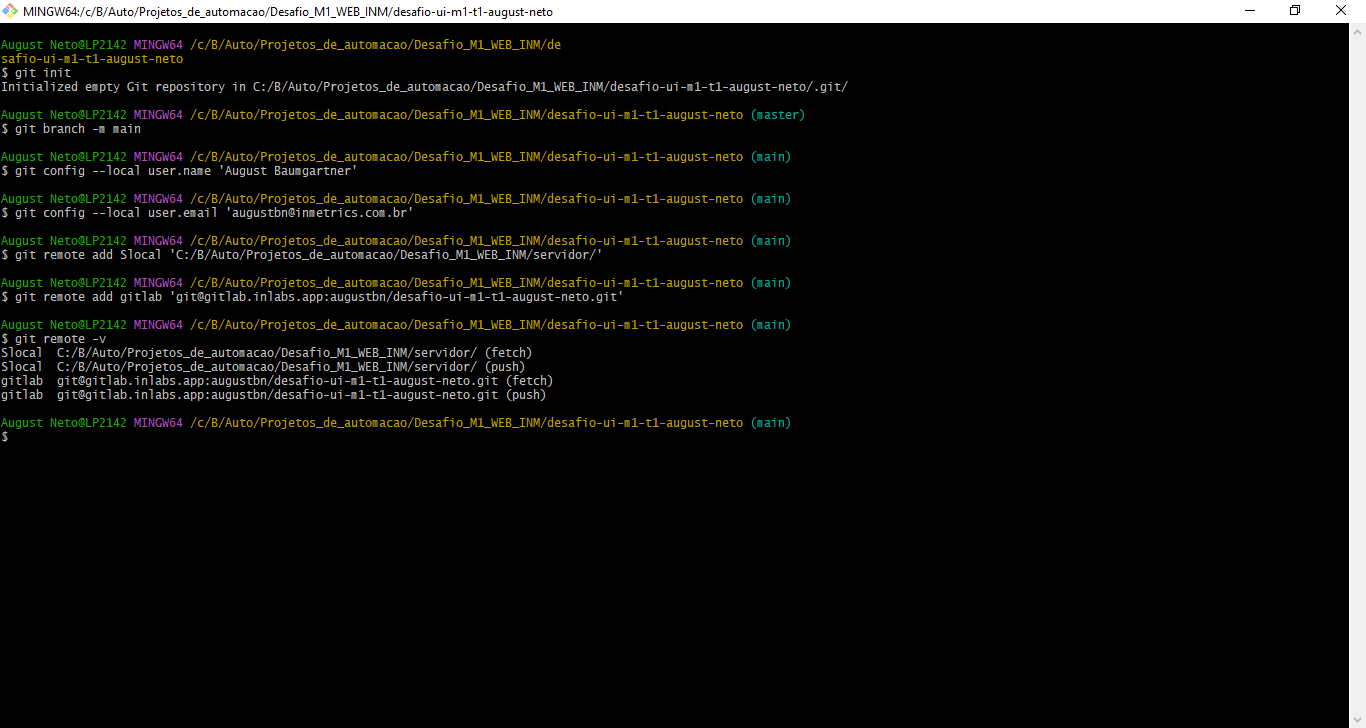 MINGW64:/c/B/Auto/Projetos_de_automacao/Desafio_M1_WEB_INM/desafio-ui-m1-t1-august-neto
August Neto@LP2142 MINGW64 /c/B/Auto/Projetos_de_automacao/Desafio_M1_WEB_INM/de
safio-ui-m1-t1-august-neto
$ git init
Initialized empty Git repository in C:/B/Auto/Projetos_de_automacao/Desafio_M1_WEB_INM/desafio-ui-m1-t1-august-neto/.git/
August Neto@LP2142 MINGW64 /c/B/Auto/Projetos_de_automacao/Desafio_M1_WEB_INM/desafio-ui-m1-t1-august-neto (master)
$ git branch -m main
August Neto@LP2142 MINGW64 /c/B/Auto/Projetos_de_automacao/Desafio_M1_WEB_INM/desafio-ui-m1-t1-august-neto (main)
$ git config --local user.name 'August Baumgartner'
August Neto@LP2142 MINGW64 /c/B/Auto/Projetos_de_automacao/Desafio_M1_WEB_INM/desafio-ui-m1-t1-august-neto (main)
$ git config --local user.email 'augustbn@inmetrics.com.br'
August Neto@LP2142 MINGW64 /c/B/Auto/Projetos_de_automacao/Desafio_M1_WEB_INM/desafio-ui-m1-t1-august-neto (main)
$ git remote add Slocal 'C:/B/Auto/Projetos_de_automacao/Desafio_M1_WEB_INM/servidor/'
August Neto@LP2142 MINGW64 /c/B/Auto/Projetos_de_automacao/Desafio_M1_WEB_INM/desafio-ui-m1-t1-august-neto (main)
$ git remote add gitlab 'git@gitlab.inlabs.app:augustbn/desafio-ui-m1-t1-august-neto.git'
August Neto@LP2142 MINGW64 /c/B/Auto/Projetos_de_automacao/Desafio_M1_WEB_INM/desafio-ui-m1-t1-august-neto (main)
$ git remote -v
Slocal  C:/B/Auto/Projetos_de_automacao/Desafio_M1_WEB_INM/servidor/ (fetch)
Slocal  C:/B/Auto/Projetos_de_automacao/Desafio_M1_WEB_INM/servidor/ (push)
gitlab  git@gitlab.inlabs.app:augustbn/desafio-ui-m1-t1-august-neto.git (fetch)
gitlab  git@gitlab.inlabs.app:augustbn/desafio-ui-m1-t1-august-neto.git (push)
August Neto@LP2142 MINGW64 /c/B/Auto/Projetos_de_automacao/Desafio_M1_WEB_INM/desafio-ui-m1-t1-august-neto (main)
$